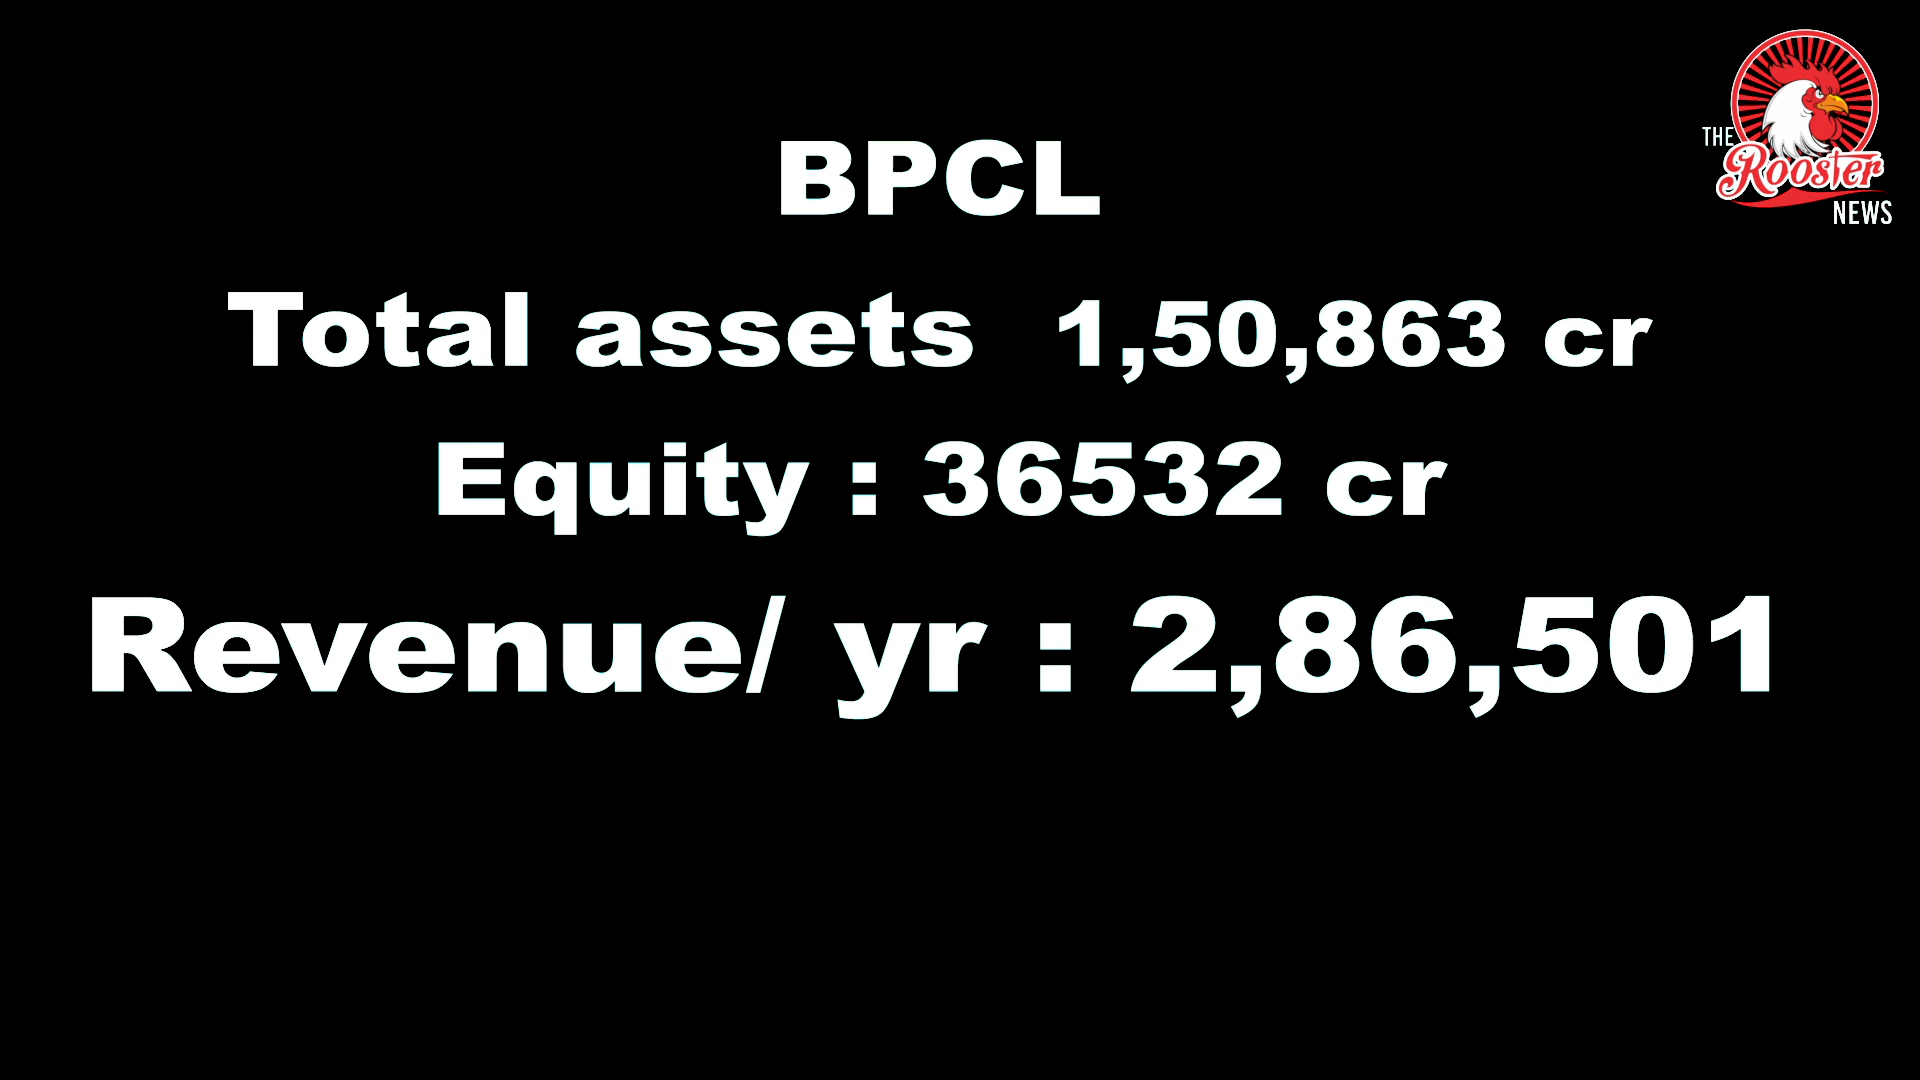 BPCL
Total assets 1,50,863 cr
Equity : 36532 cr
Revenue/ yr : 2,86,501
THE
Rooster
NEWS